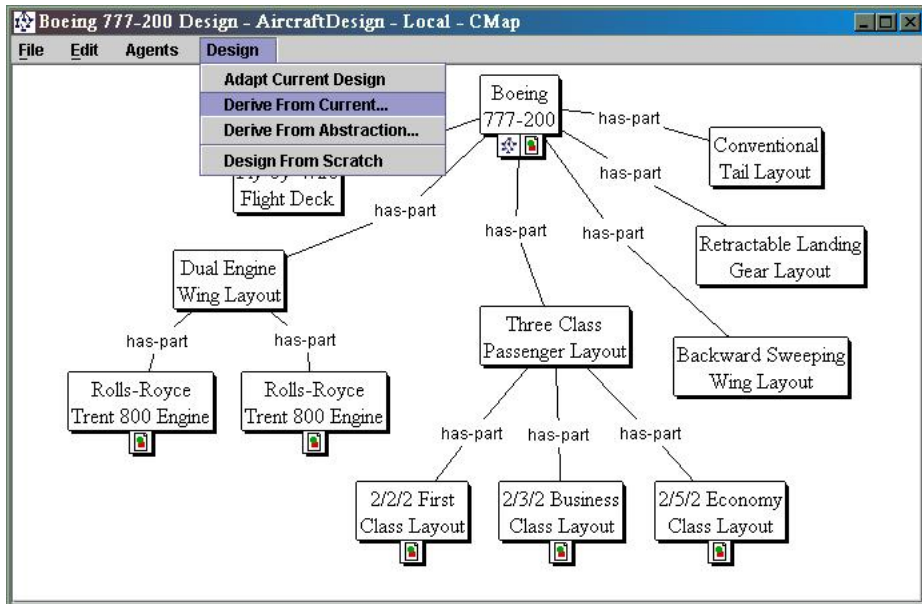 Boeing 777-200 Design - AircraftDesign - Local - CMap
File Edit Agents Design
Adapt Current Design
Derive From Current...
Derive From Abstraction...
Design From Scratch
Boeing
777-200
has-part
Conventional
Tail Layout
Flight Deck
has-part
has-part
has-part
has-part
Retractable Landing
Gear Layout
Dual Engine
Wing Layout
Three Class
Passenger Layout
Backward Sweeping
Wing Layout
has-part
has-part
Rolls-Royce
Trent 800 Engine
Rolls-Royce
Trent 800 Engine
has-part
has-part
has-part
2/2/2 First
Class Layout
2/3/2 Business
Class Layout
2/5/2 Economy
Class Layout